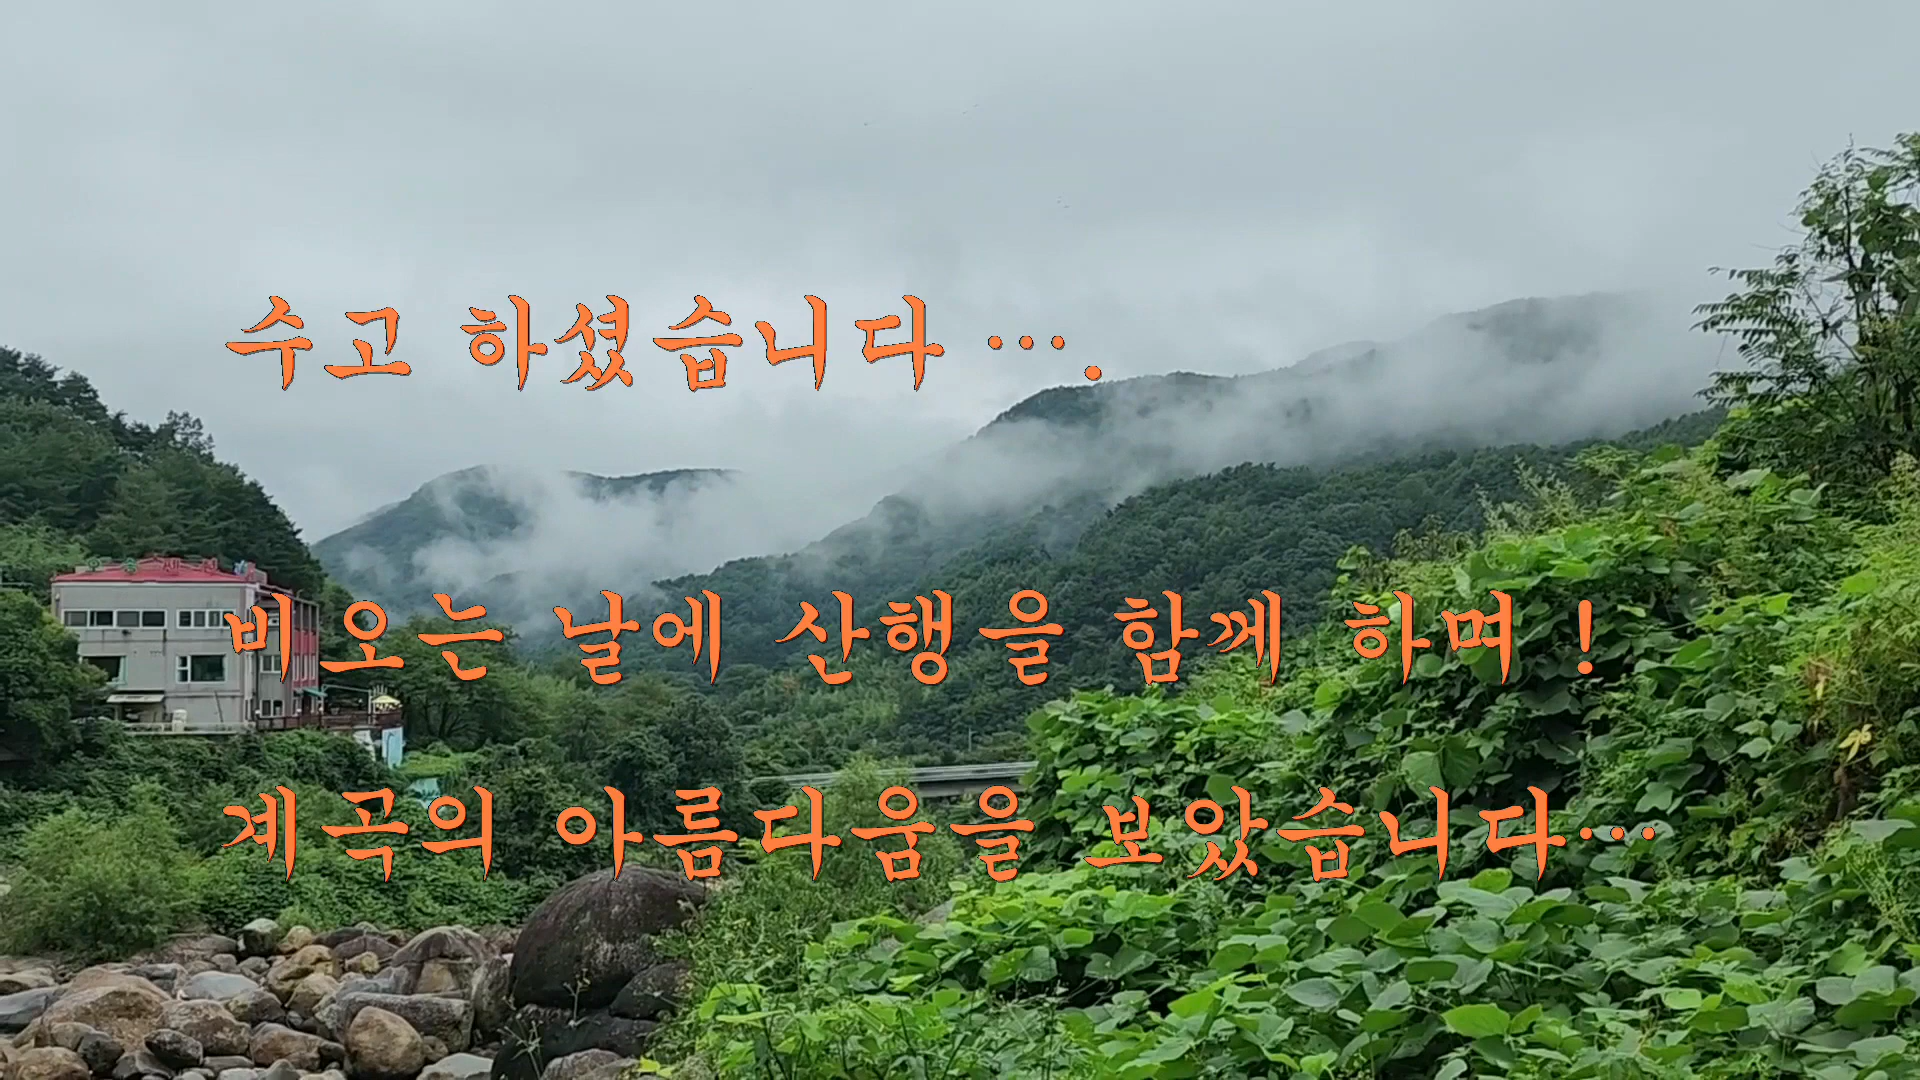 수고 하셨습니다 ….
비오는 날에 산행을 함께 하며 !
계곡의 아름다움을 보았습니다…